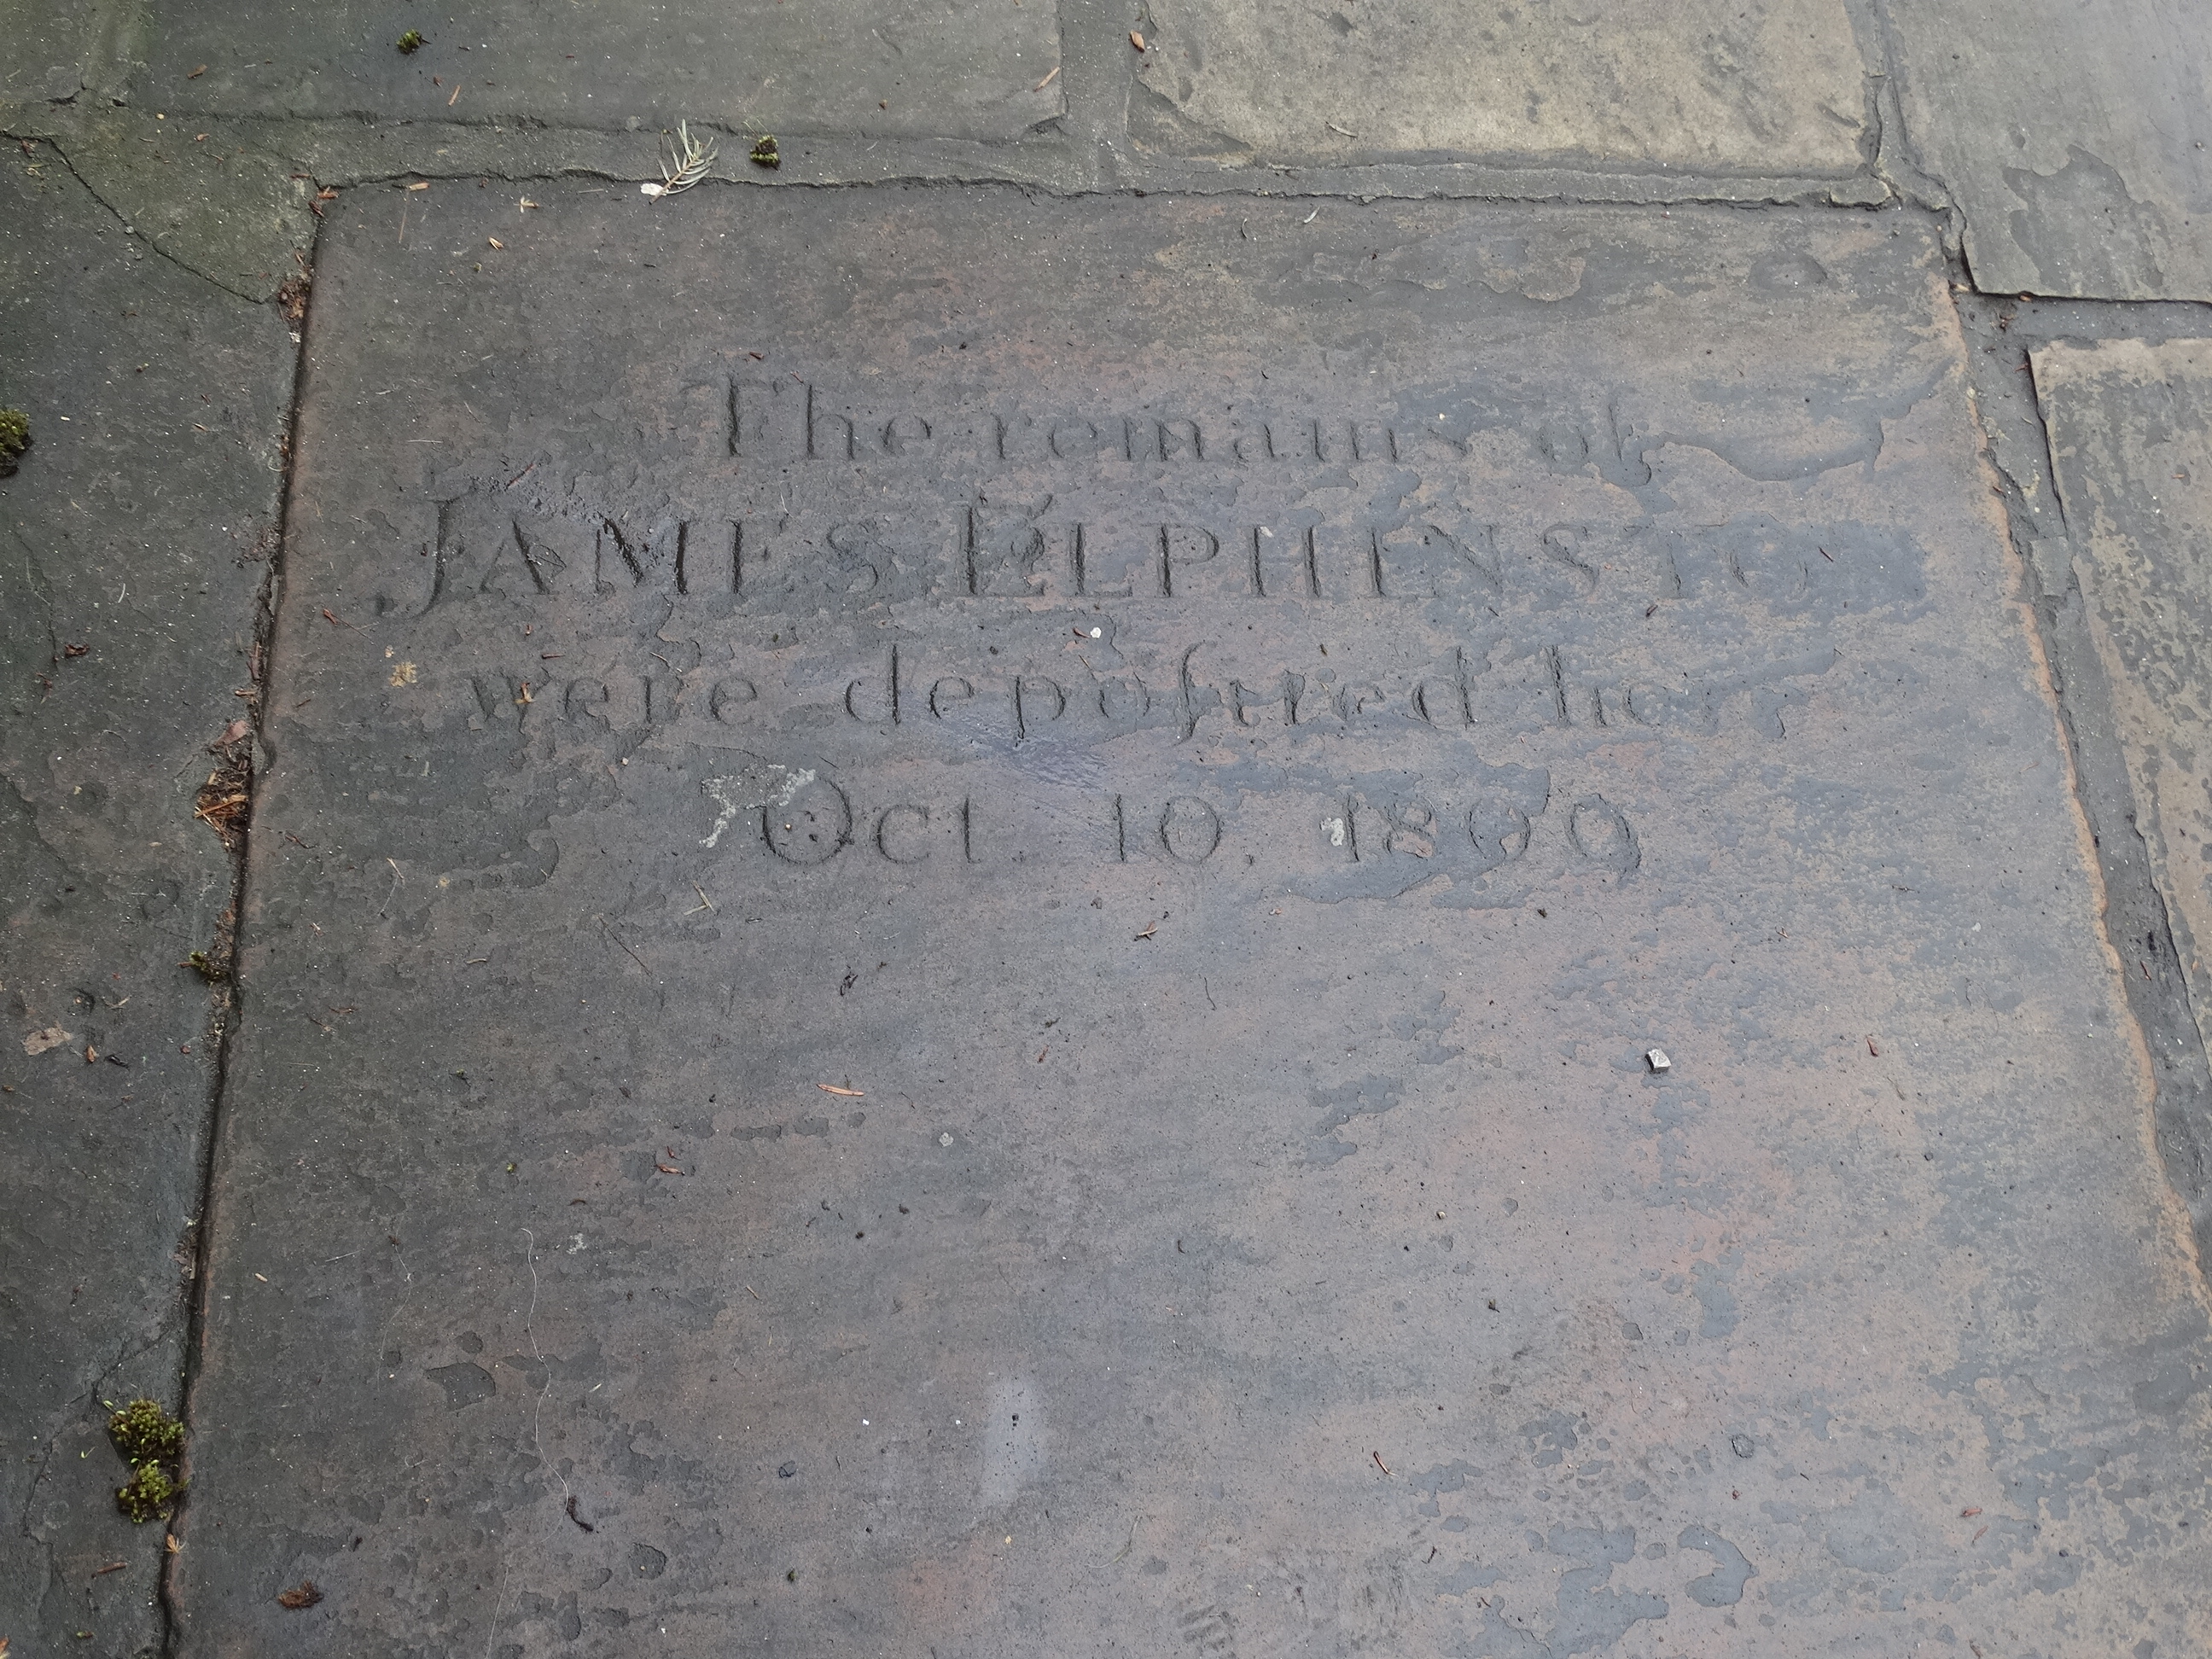 The remains of
JAMES ELPHINSTON
were depoſited here
Oct. 10. 1809